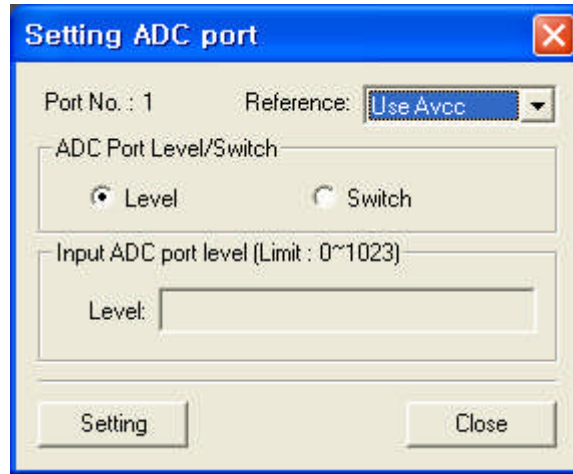 Setting ADC port
Port No. : 1 Reference: Use Avcc
ADC Port Level/Switch
Level Switch
Input ADC port level (Limit : 0~1023)
Level:
Setting Close